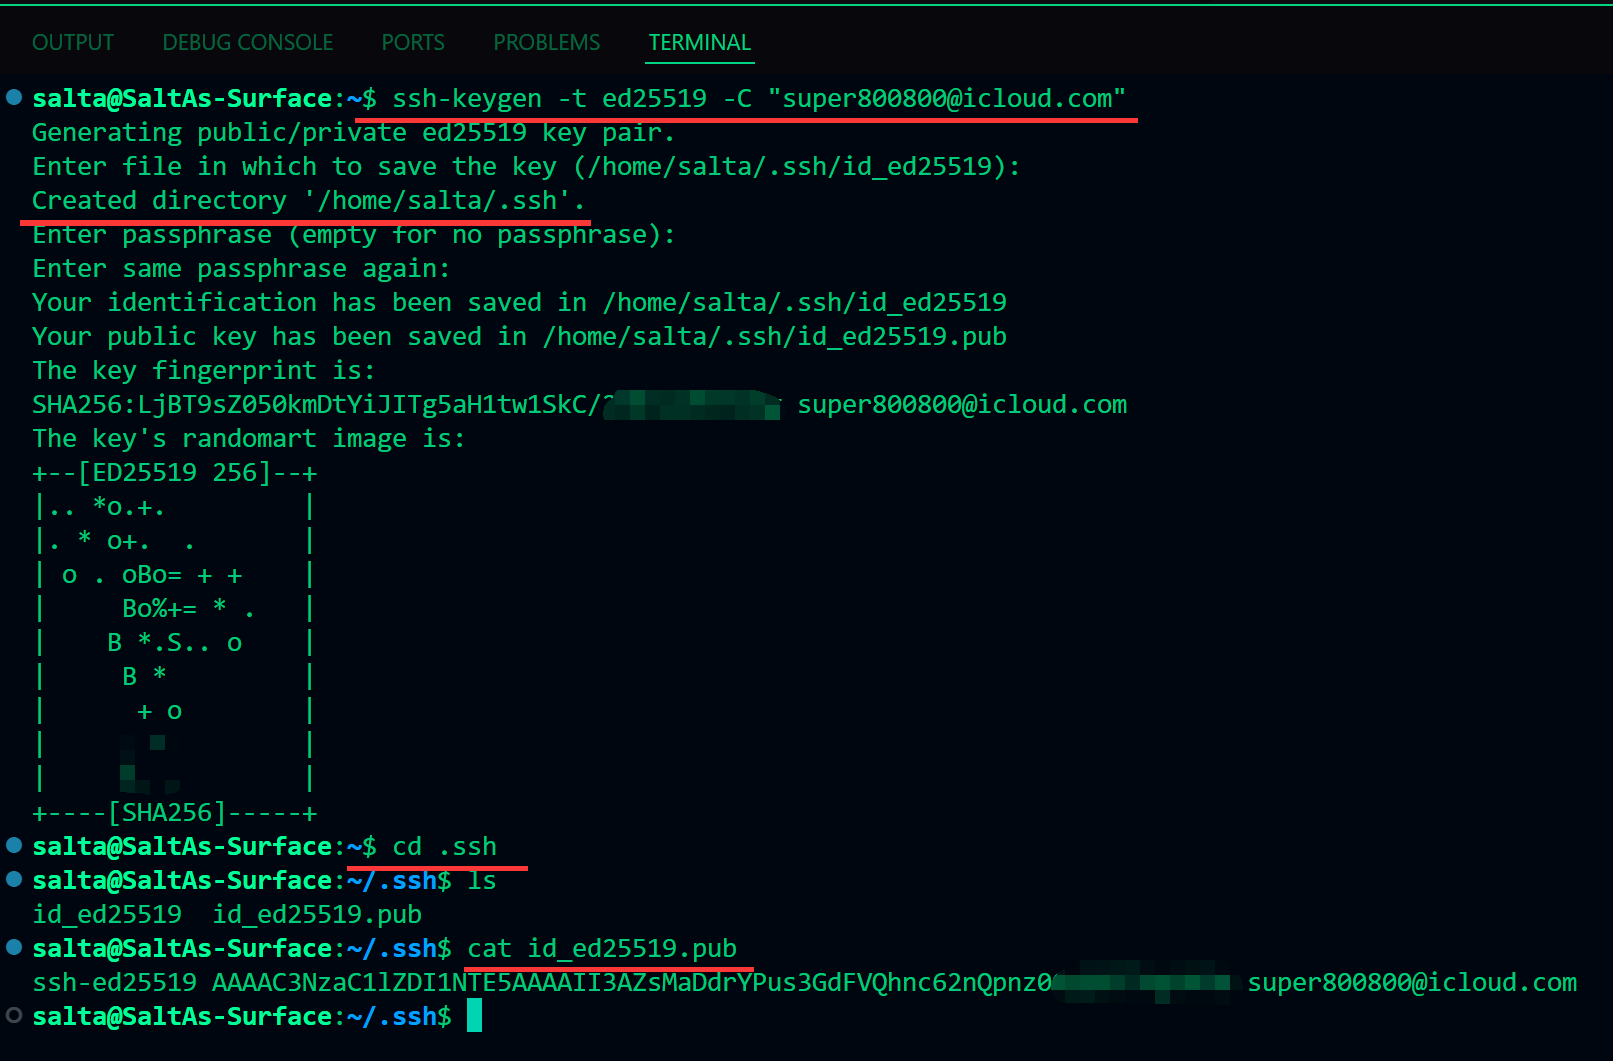 OUTPUT DEBUG CONSOLE PORTS PROBLEMS TERMINAL
salta@SaltAs-Surface:~$ ssh-keygen -t ed25519 -C "super800800@icloud.com"
Generating public/private ed25519 key pair.
Enter file in which to save the key (/home/salta/.ssh/id_ed25519):
Created directory '/home/salta/.ssh'.
Enter passphrase (empty for no passphrase):
Enter same passphrase again:
Your identification has been saved in /home/salta/.ssh/id_ed25519
Your public key has been saved in /home/salta/.ssh/id_ed25519.pub
The key fingerprint is:
SHA256:LjBT9sZ050kmDtYiJITg5aH1tw1SkC/ super800800@icloud.com
The key's randomart image is:
+--[ED25519 256]--+
|.. *o.+.         |
|. * o+.  .       |
| o . oBo= + +    |
|     Bo%+= * .   |
|    B *.S.. o    |
|     B *         |
|      + o        |
|                 |
|                 |
+----[SHA256]-----+
salta@SaltAs-Surface:~$ cd .ssh
salta@SaltAs-Surface:~/.ssh$ ls
id_ed25519  id_ed25519.pub
salta@SaltAs-Surface:~/.ssh$ cat id_ed25519.pub
ssh-ed25519 AAAAC3NzaC1lZDI1NTE5AAAAII3AZsMaDdrYPus3GdFVQhnc62nQpnz0 super800800@icloud.com
salta@SaltAs-Surface:~/.ssh$